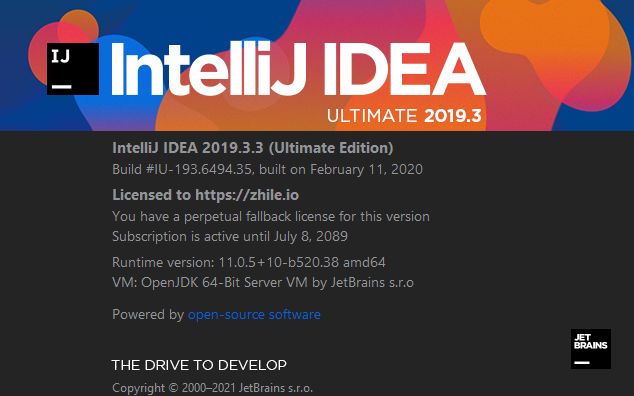 IJ
IntelliJ IDEA
ULTIMATE 2019.3
IntelliJ IDEA 2019.3.3 (Ultimate Edition)
Build #IU-193.6494.35, built on February 11, 2020
Licensed to https://zhile.io
You have a perpetual fallback license for this version
Subscription is active until July 8, 2089
Runtime version: 11.0.5+10-b520.38 amd64
VM: OpenJDK 64-Bit Server VM by JetBrains s.r.o
Powered by open-source software
JET
BRAINS
THE DRIVE TO DEVELOP
Copyright © 2000–2021 JetBrains s.r.o.